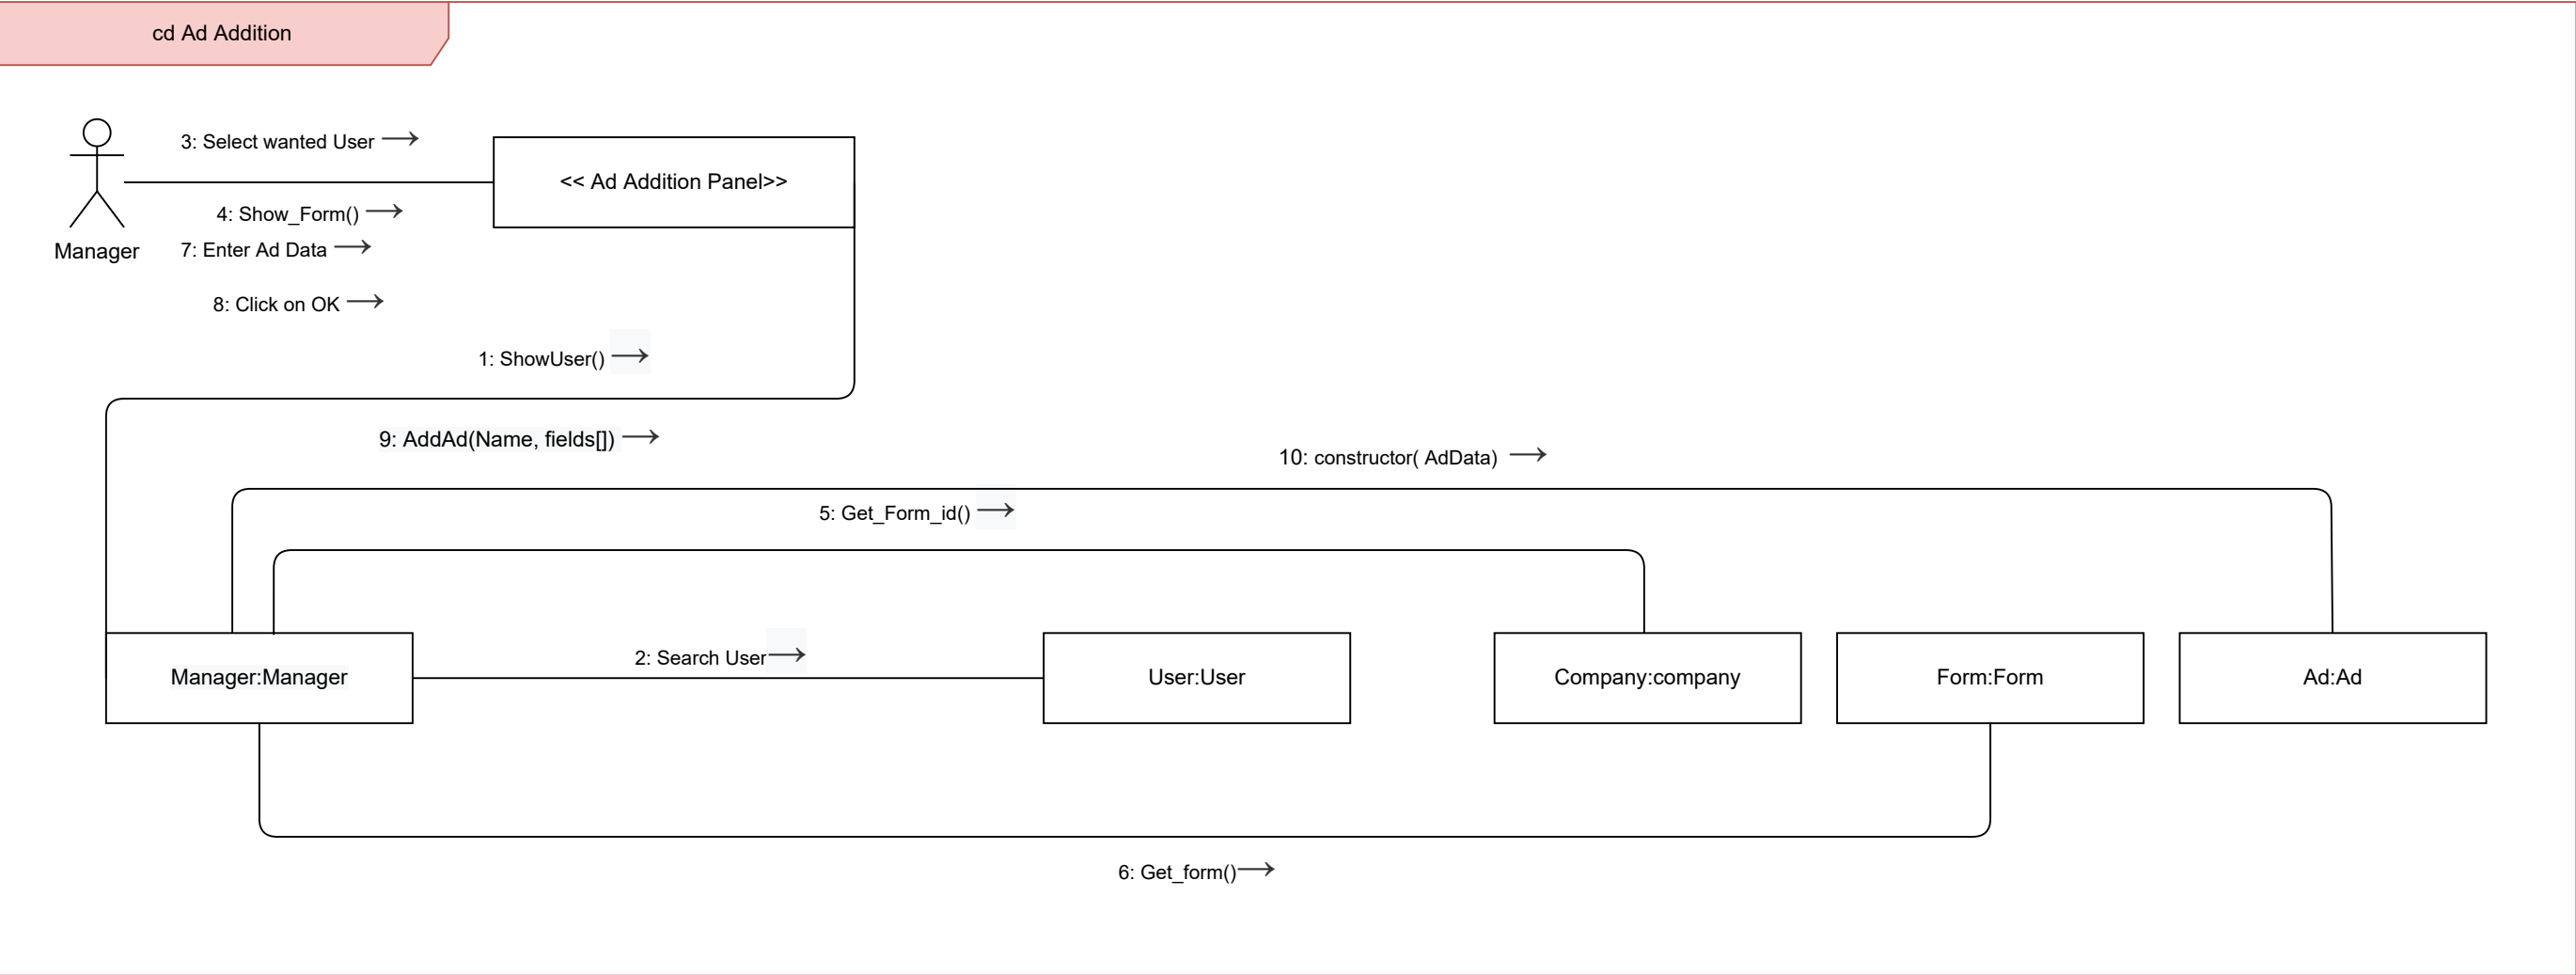 cd Ad Addition
3: Select wanted User
<< Ad Addition Panel>>
4: Show_Form()
Manager
7: Enter Ad Data
8: Click on OK
1: ShowUser()
9: AddAd(Name, fields[])
10: constructor( AdData)
5: Get_Form_id()
2: Search User
Manager:Manager
User:User
Company:company
Form:Form
Ad:Ad
6: Get_form()